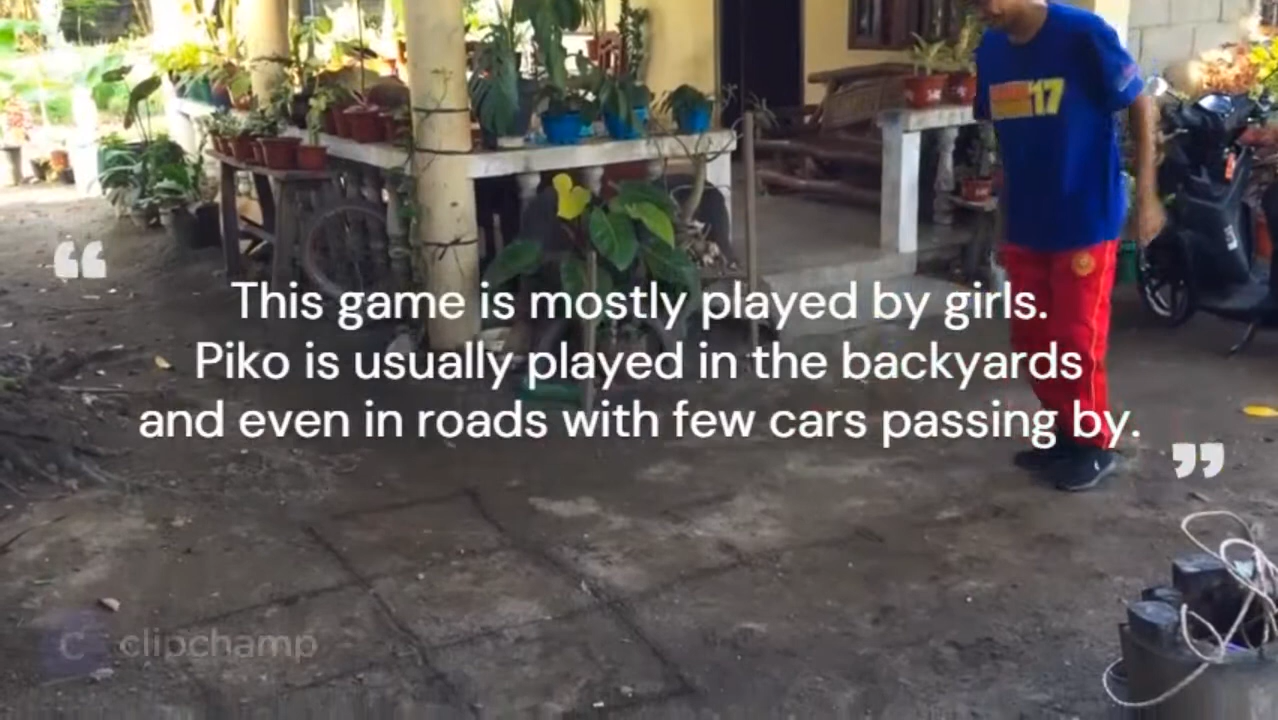 17
“
This game is mostly played by girls.
Piko is usually played in the backyards
and even in roads with few cars passing by.
”
C clipchamp